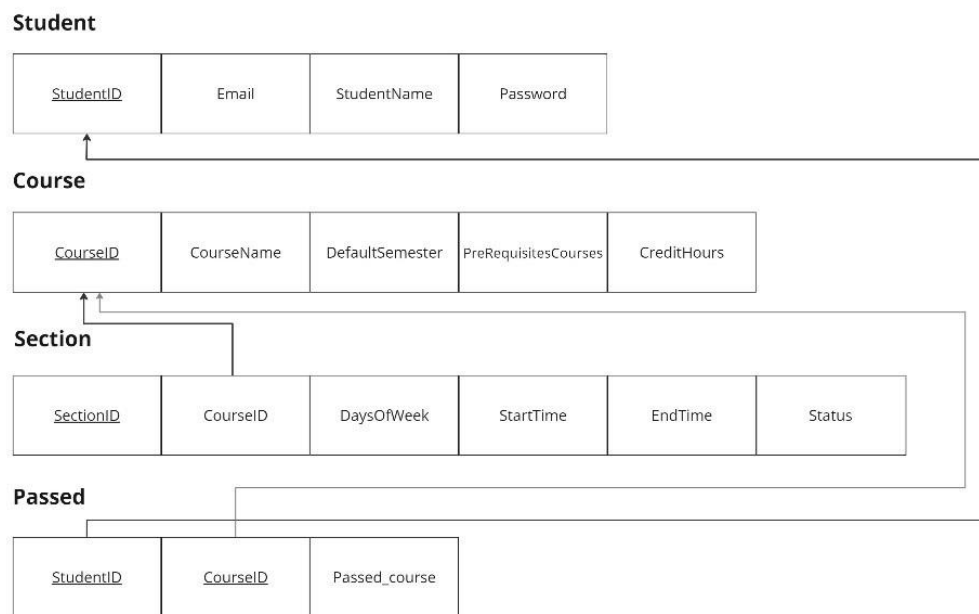 Student
StudentID Email StudentName Password
Course
CourseID CourseName DefaultSemester PreRequisitesCourses CreditHours
Section
SectionID CourseID DaysOfWeek StartTime EndTime Status
Passed
StudentID CourseID Passed_course